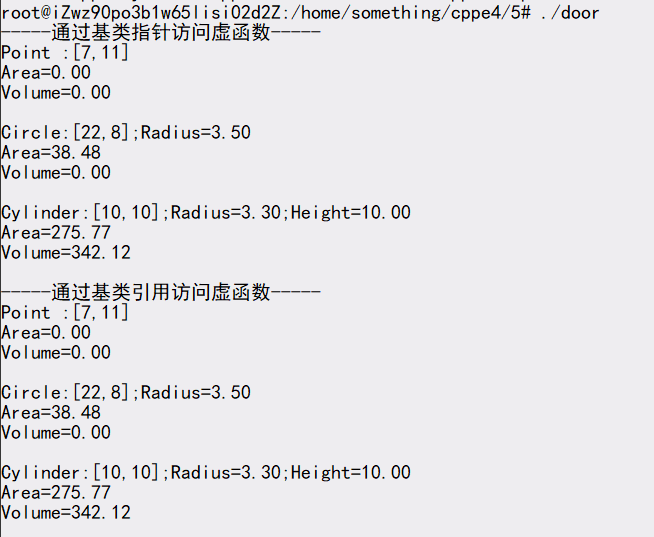 root@iZwz90po3b1w65lisi02d2Z:/home/something/cppe4/5# ./door
-----通过基类指针访问虚函数-----
Point :[7,11]
Area=0.00
Volume=0.00
Circle:[22,8];Radius=3.50
Area=38.48
Volume=0.00
Cylinder:[10,10];Radius=3.30;Height=10.00
Area=275.77
Volume=342.12
-----通过基类引用访问虚函数-----
Point :[7,11]
Area=0.00
Volume=0.00
Circle:[22,8];Radius=3.50
Area=38.48
Volume=0.00
Cylinder:[10,10];Radius=3.30;Height=10.00
Area=275.77
Volume=342.12